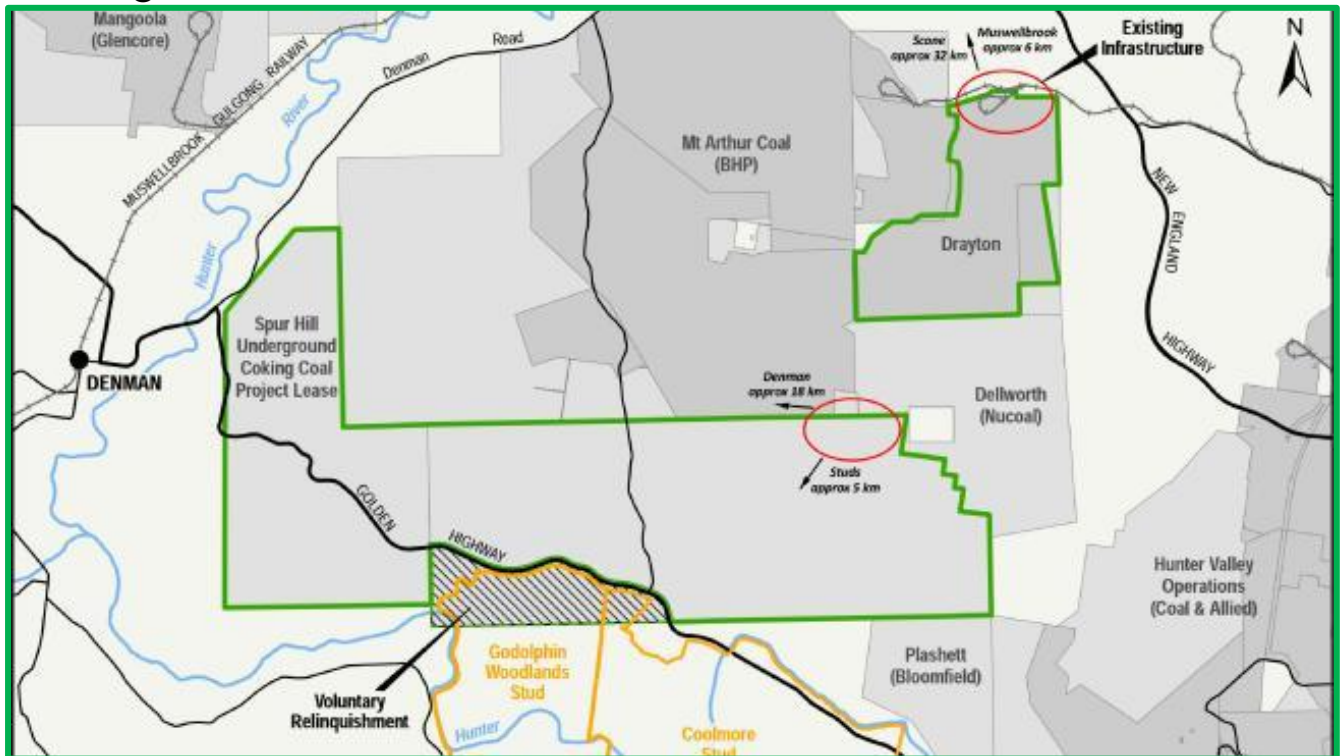 Mangoola
(Glencore)
MUSWELLBROOK GULGONG RAILWAY
Denman Road
Hunter River
Scone
approx 32 km
Muswellbrook
approx 6 km
Existing
Infrastructure
N
Mt Arthur Coal
(BHP)
Drayton
NEW ENGLAND HIGHWAY
Spur Hill
Underground
Coking Coal
Project Lease
DENMAN
Denman
approx 18 km
Dellworth
(Nucoal)
Studs
approx 5 km
GOLDEN HIGHWAY
Hunter Valley
Operations
(Coal & Allied)
Godolphin
Woodlands
Stud
Plashett
(Bloomfield)
Voluntary
Relinquishment
Hunter
Coolmore
Stud